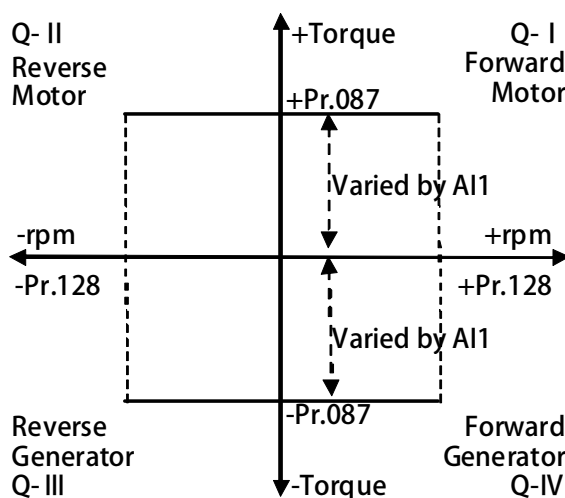 Q- II
Reverse
Motor
+Torque
Q- I
Forward
Motor
+Pr.087
Varied by AI1
-rpm
+rpm
-Pr.128
+Pr.128
Varied by AI1
-Pr.087
Reverse
Generator
Q-III
-Torque
Forward
Generator
Q-IV